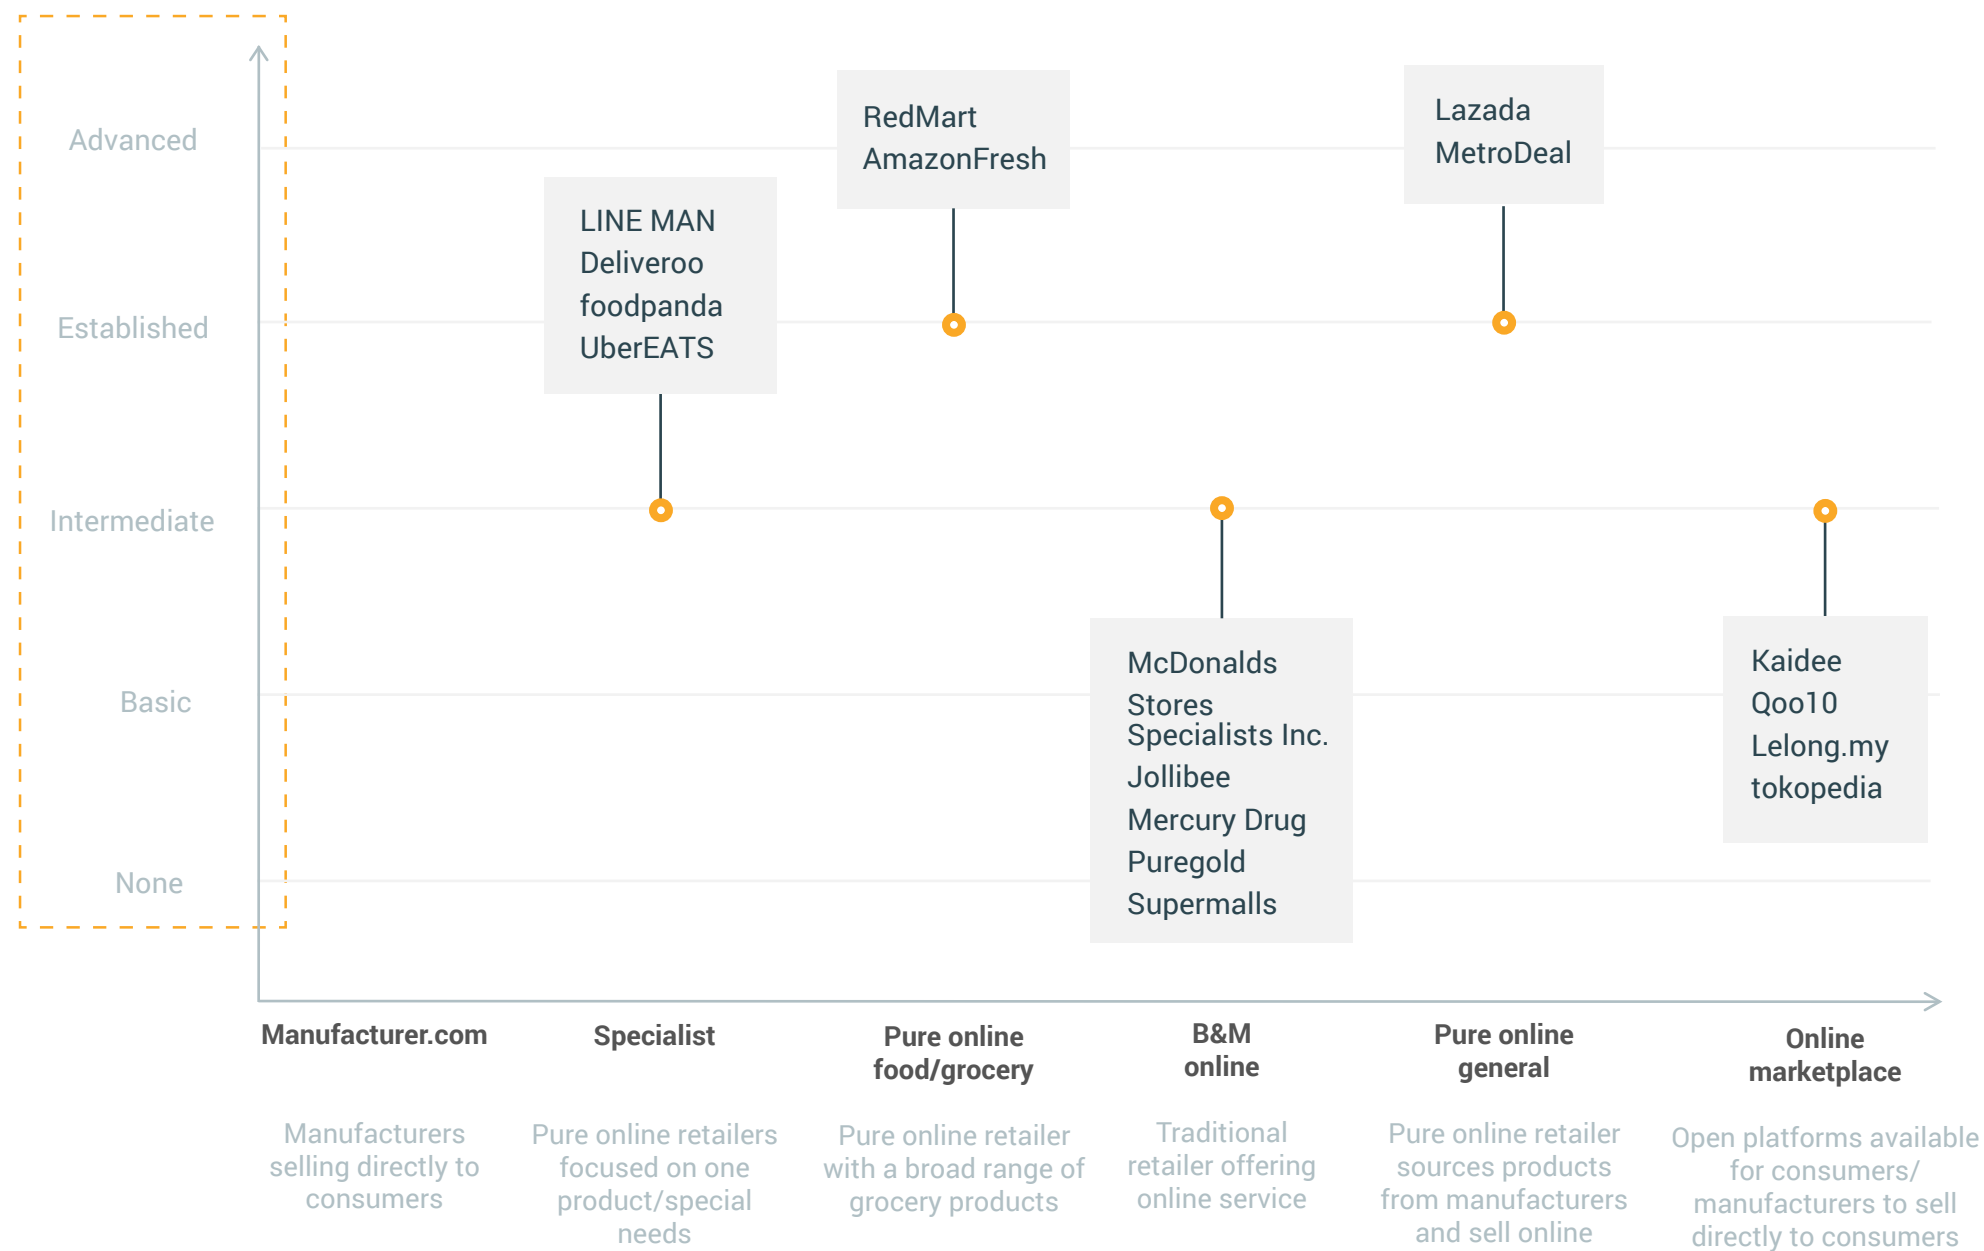 Advanced
Established
Intermediate
Basic
None
LINE MAN
Deliveroo
foodpanda
UberEATS
RedMart
AmazonFresh
McDonalds
Stores
Specialists Inc.
Jollibee
Mercury Drug
Puregold
Supermalls
Lazada
MetroDeal
Kaidee
Qoo10
Lelong.my
tokopedia
Manufacturer.com
Manufacturers
selling directly to
consumers
Specialist
Pure online retailers
focused on one
product/special
needs
Pure online
food/grocery
Pure online retailer
with a broad range of
grocery products
B&M
online
Traditional
retailer offering
online service
Pure online
general
Pure online retailer
sources products
from manufacturers
and sell online
Online
marketplace
Open platforms available
for consumers/
manufacturers to sell
directly to consumers